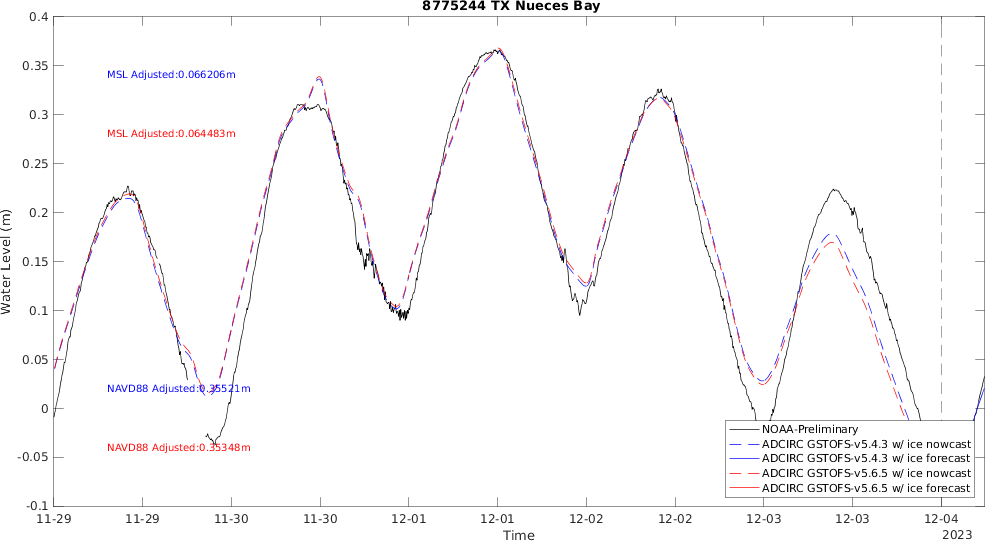 8775244 TX Nueces Bay
0.4
0.35
0.3
0.25
0.2
0.15
0.1
0.05
0
-0.05
-0.1
Water Level (m)
MSL Adjusted:0.066206m
MSL Adjusted:0.064483m
NAVD88 Adjusted:0.35521m
NAVD88 Adjusted:0.35348m
NOAA-Preliminary
ADCIRC GSTOFS-v5.4.3 w/ ice nowcast
ADCIRC GSTOFS-v5.4.3 w/ ice forecast
ADCIRC GSTOFS-v5.6.5 w/ ice nowcast
ADCIRC GSTOFS-v5.6.5 w/ ice forecast
11-29 11-29 11-30 11-30 12-01 12-01 12-02 12-02 12-03 12-03 12-04
Time
2023